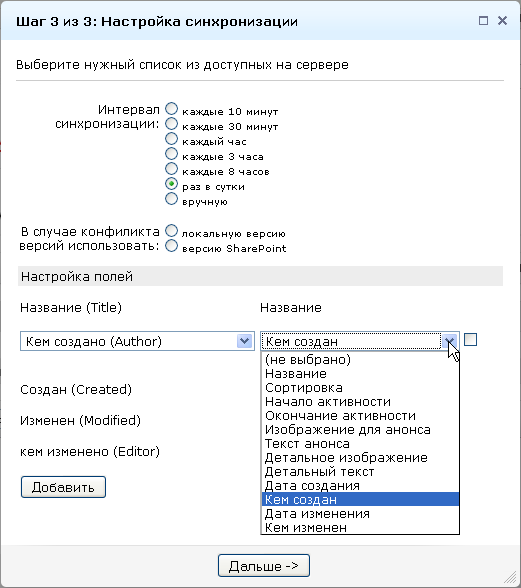 Шаг 3 из 3: Настройка синхронизации
Выберите нужный список из доступных на сервере
Интервал
синхронизации:
каждые 10 минут
каждые 30 минут
каждый час
каждые 3 часа
каждые 8 часов
раз в сутки
вручную
В случае конфиликта
версий использовать:
локальную версию
версию SharePoint
Настройка полей
Название (Title)
Название
Кем создано (Author)
Кем создан
(не выбрано)
Название
Сортировка
Начало активности
Окончание активности
Изображение для анонса
Текст анонса
Детальное изображение
Детальный текст
Дата создания
Кем создан
Дата изменения
Кем изменен
Создан (Created)
Изменен (Modified)
кем изменено (Editor)
Добавить
Дальше ->